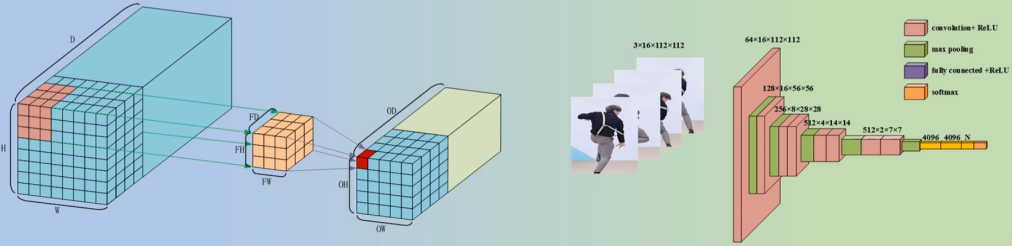 D
H
W
FD
FH
FW
OD
OH
OW
3×16×112×112
64×16×112×112
128×16×56×56
256×8×28×28
512×4×14×14
512×2×7×7
4096 4096 N
convolution+ ReLU
max pooling
fully connected +ReLU
softmax